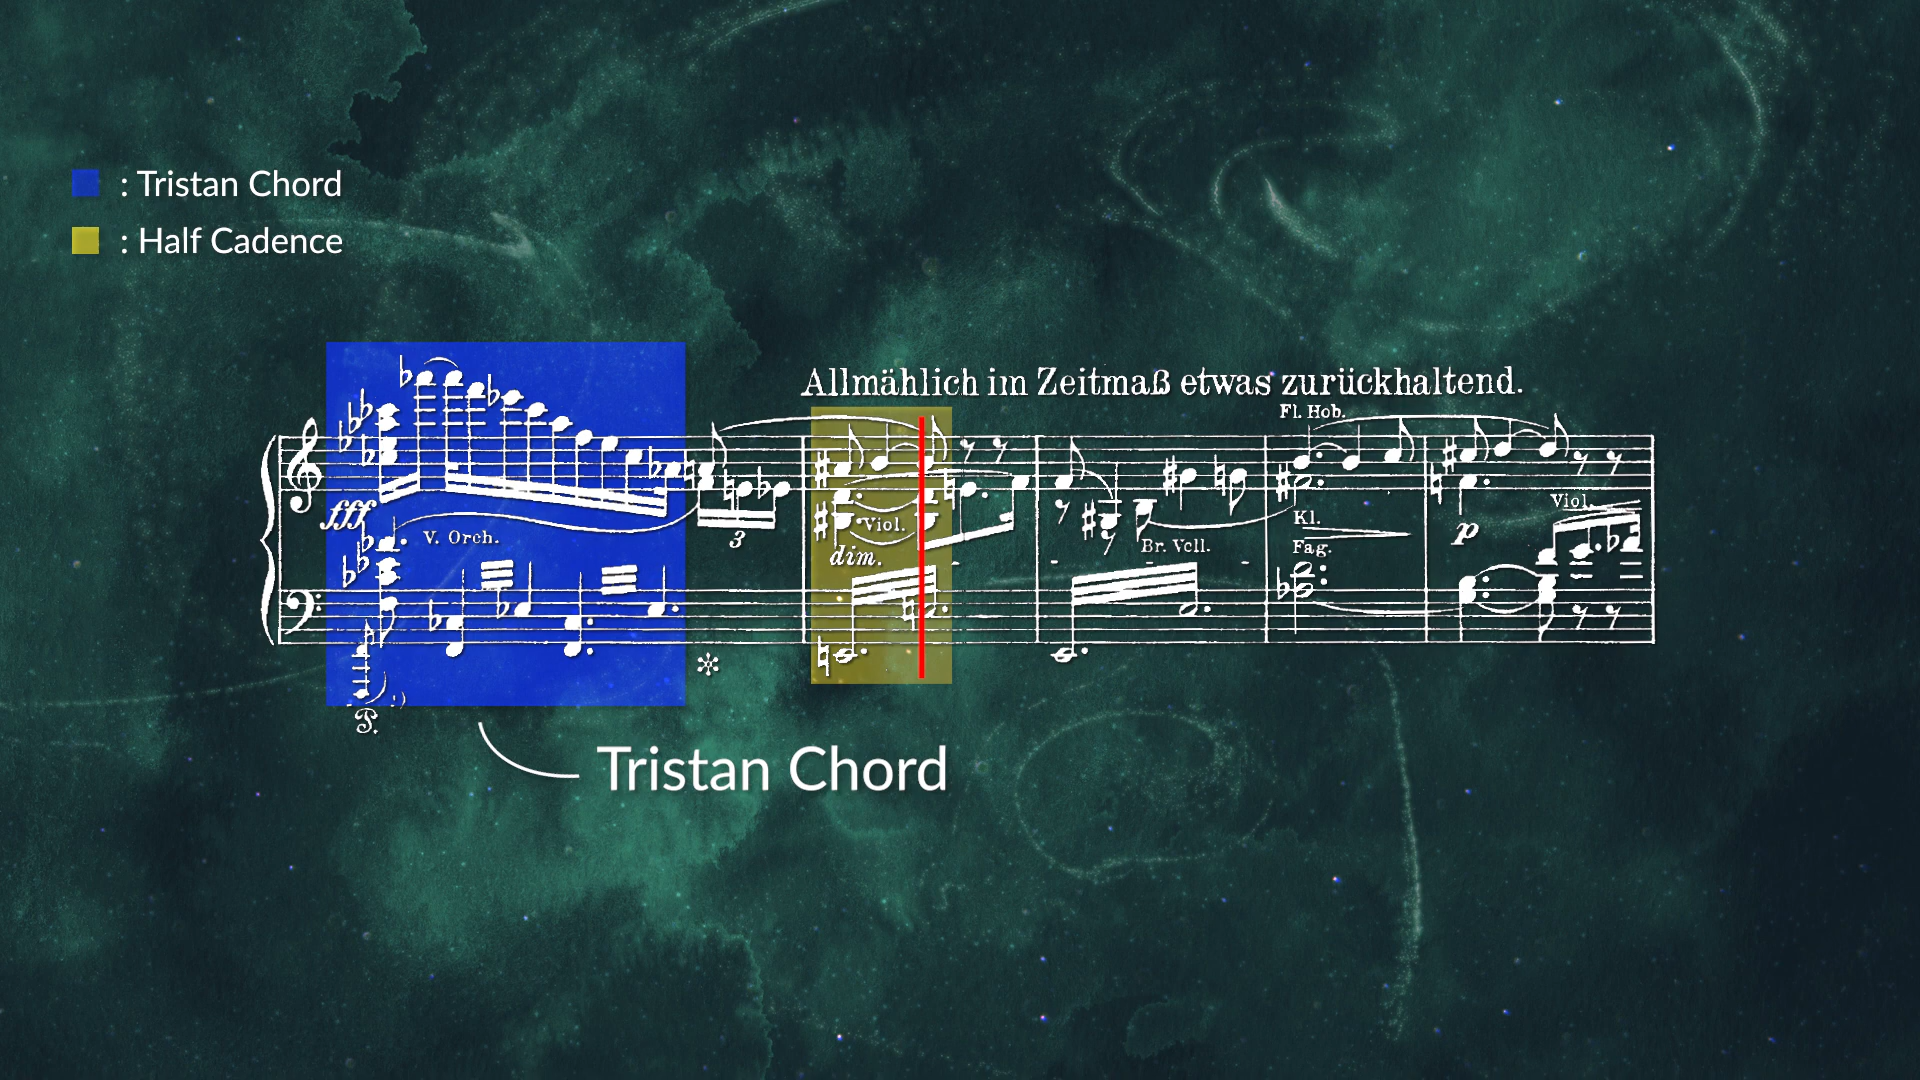 : Tristan Chord
: Half Cadence
Allmählich im Zeitmaß etwas zurückhaltend.
Fl. Hob.
fff
V. Orch.
3
Viol.
dim.
Br. Vcll.
Kl.
Fag.
p
Viol.
Tristan Chord